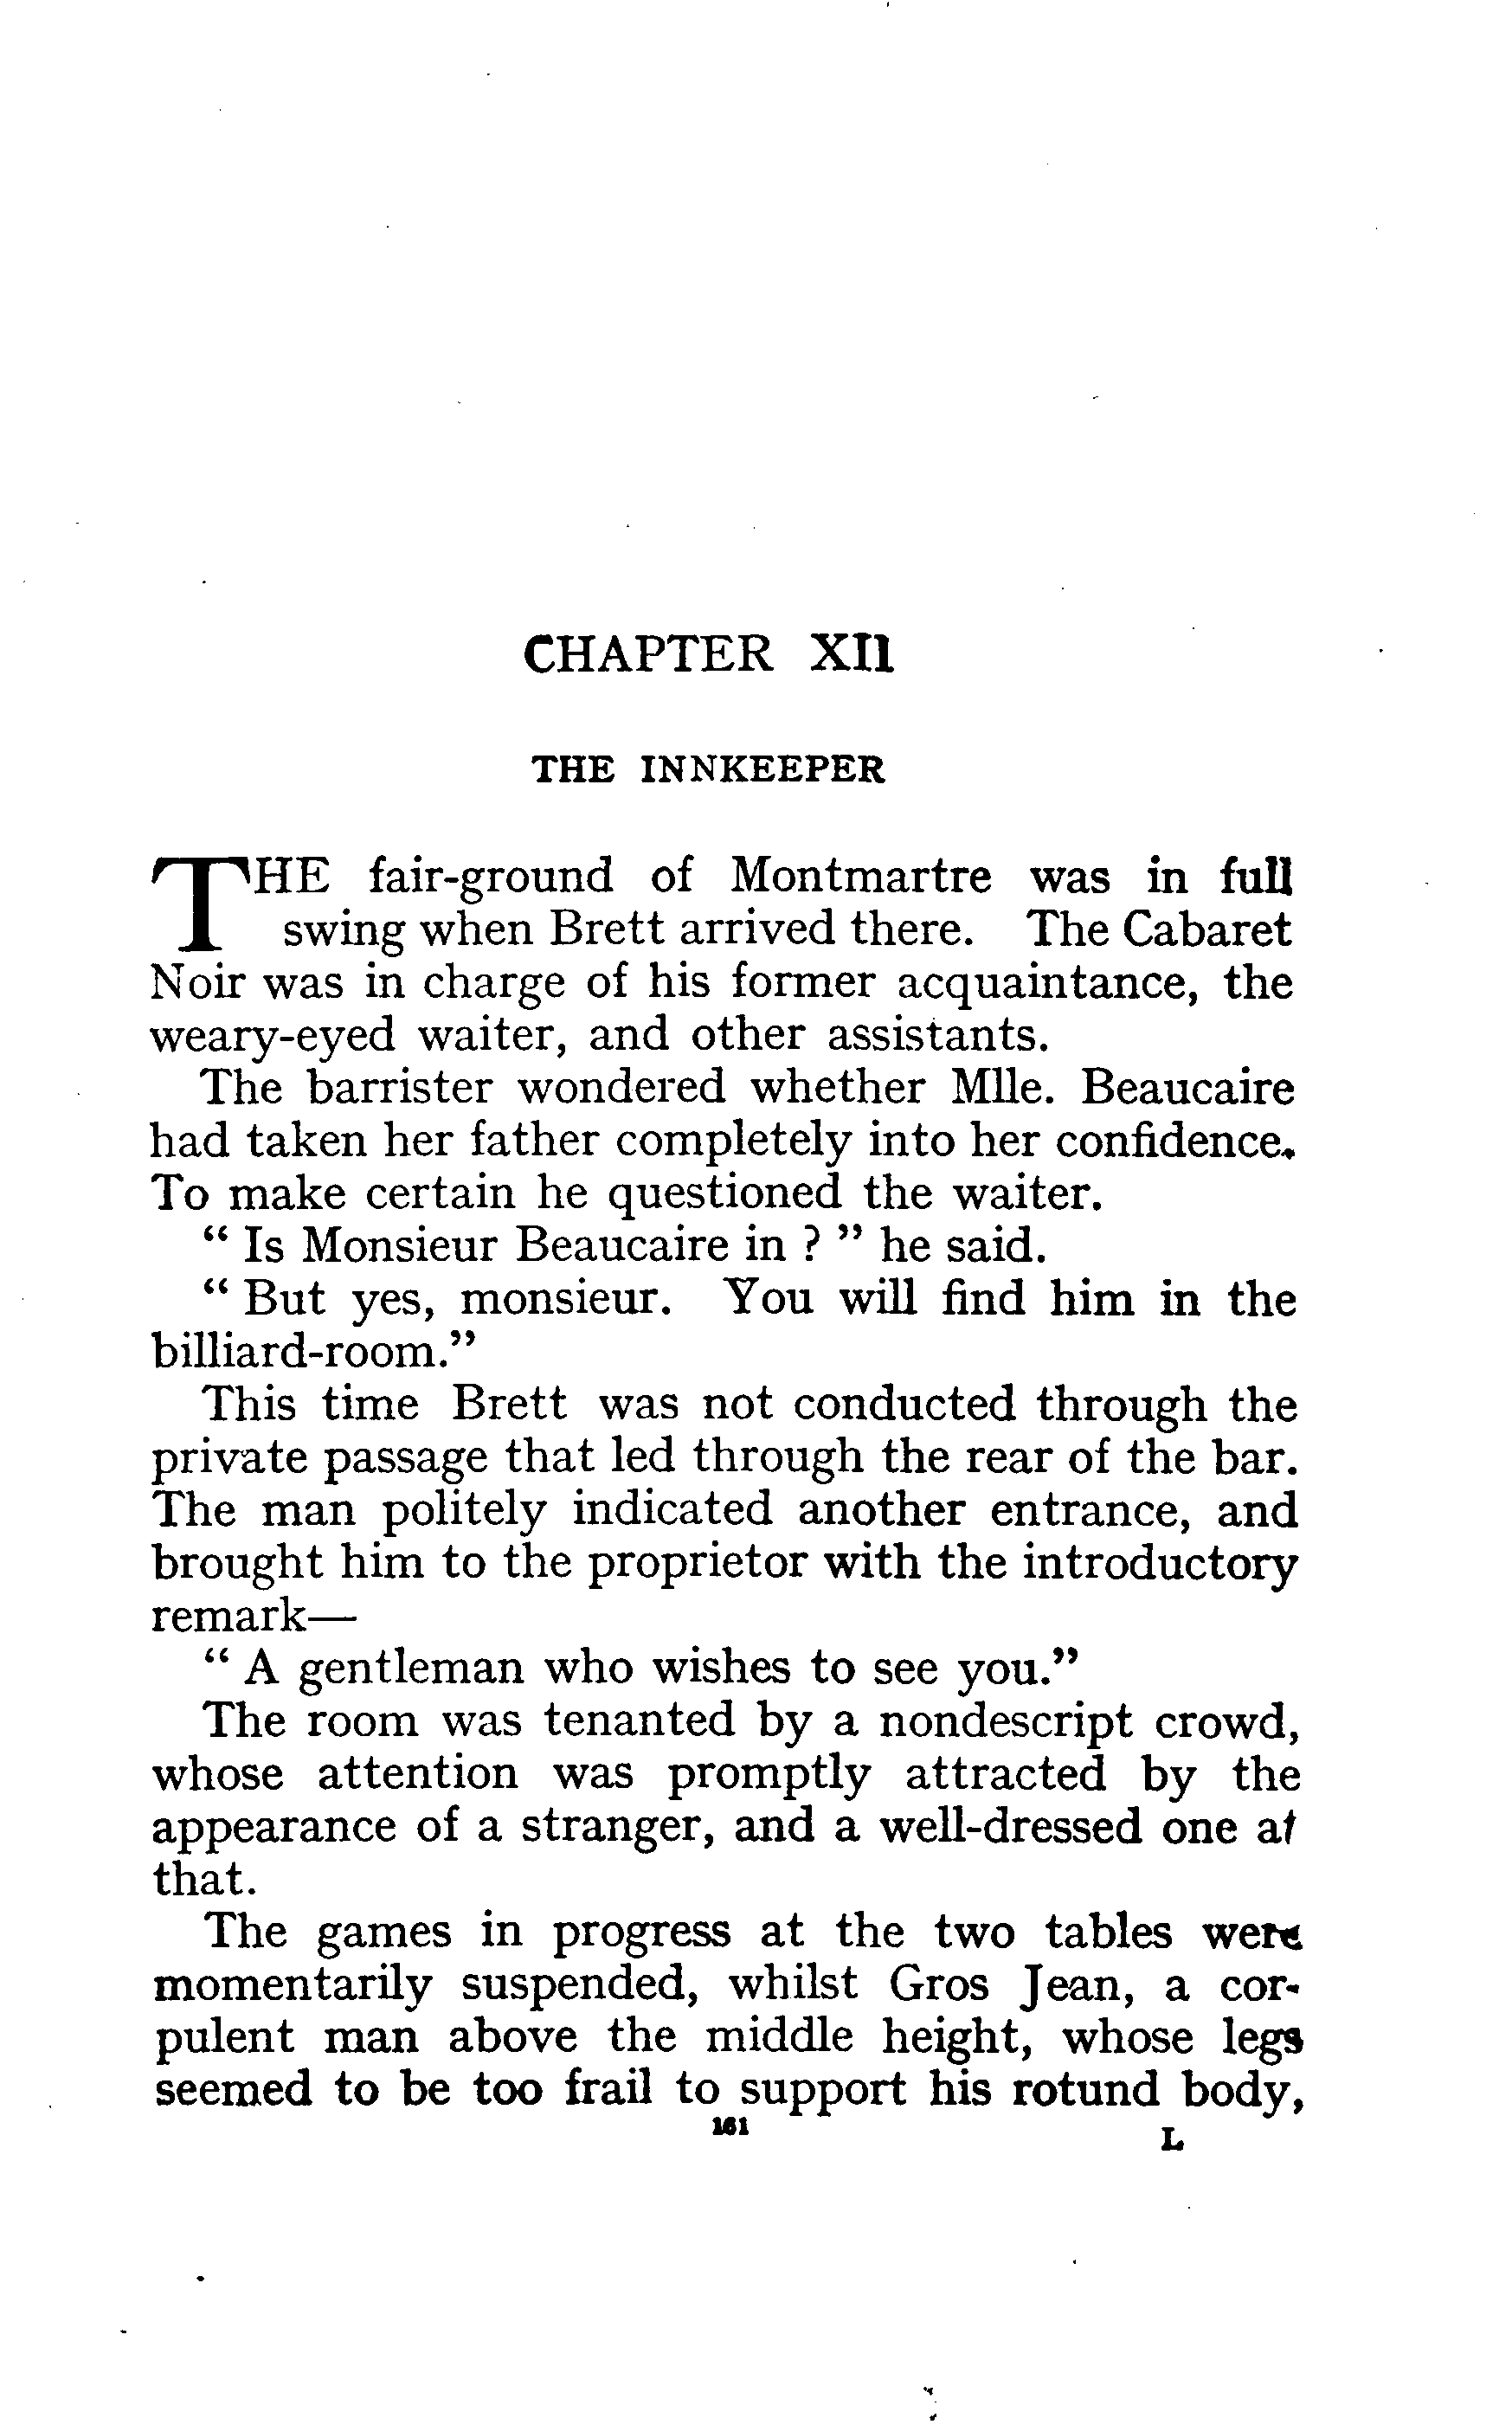 CHAPTER XII
THE INNKEEPER
THE fair-ground of Montmartre was in full
swing when Brett arrived there. The Cabaret
Noir was in charge of his former acquaintance, the
weary-eyed waiter, and other assistants.
The barrister wondered whether Mlle. Beaucaire
had taken her father completely into her confidence.
To make certain he questioned the waiter.
“ Is Monsieur Beaucaire in ? ” he said.
“ But yes, monsieur. You will find him in the
billiard-room.”
This time Brett was not conducted through the
private passage that led through the rear of the bar.
The man politely indicated another entrance, and
brought him to the proprietor with the introductory
remark—
“ A gentleman who wishes to see you.”
The room was tenanted by a nondescript crowd,
whose attention was promptly attracted by the
appearance of a stranger, and a well-dressed one at
that.
The games in progress at the two tables were
momentarily suspended, whilst Gros Jean, a cor-
pulent man above the middle height, whose legs
seemed to be too frail to support his rotund body,
161
L